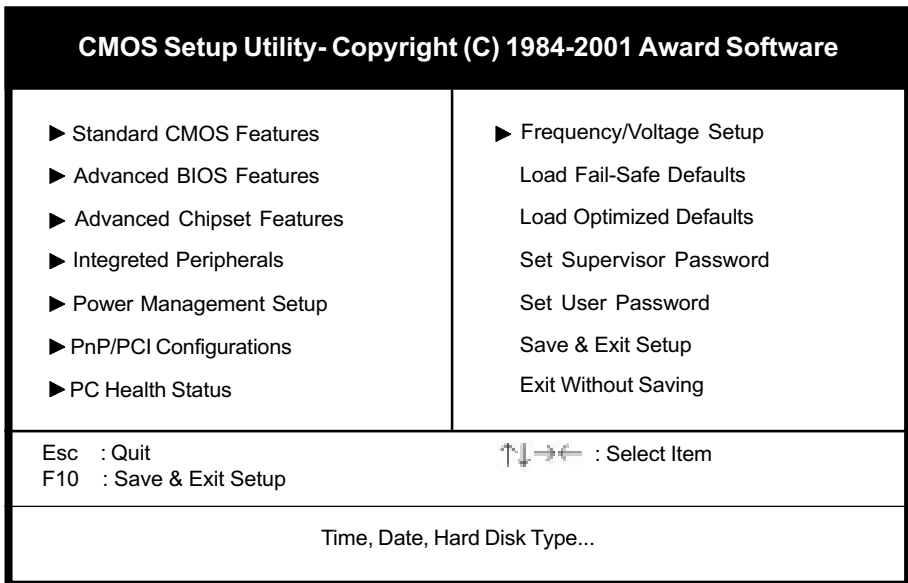 CMOS Setup Utility- Copyright (C) 1984-2001 Award Software
▶ Standard CMOS Features
▶ Advanced BIOS Features
▶ Advanced Chipset Features
▶ Integreted Peripherals
▶ Power Management Setup
▶ PnP/PCI Configurations
▶ PC Health Status
▶ Frequency/Voltage Setup
Load Fail-Safe Defaults
Load Optimized Defaults
Set Supervisor Password
Set User Password
Save & Exit Setup
Exit Without Saving
Esc : Quit
F10 : Save & Exit Setup
↑↓→← : Select Item
Time, Date, Hard Disk Type...